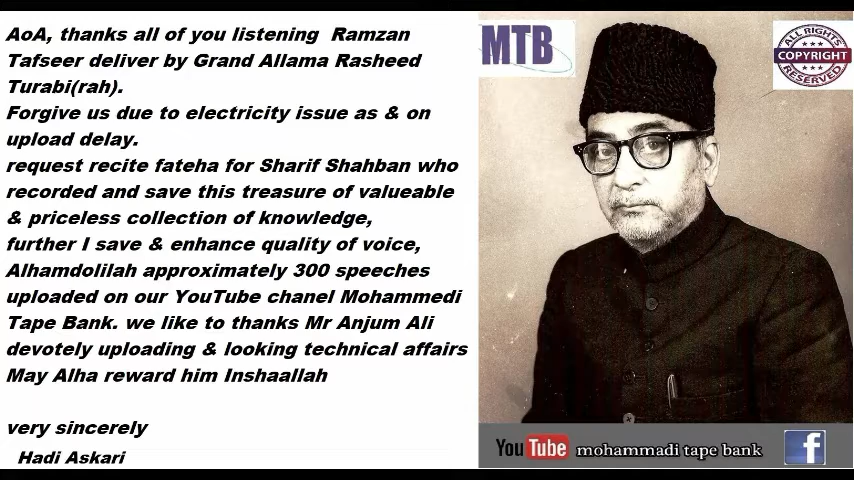 AoA, thanks all of you listening Ramzan
Tafseer deliver by Grand Allama Rasheed
Turabi(rah).
Forgive us due to electricity issue as & on
upload delay.
request recite fateha for Sharif Shahban who
recorded and save this treasure of valueable
& priceless collection of knowledge,
further I save & enhance quality of voice,
Alhamdolilah approximately 300 speeches
uploaded on our YouTube chanel Mohammedi
Tape Bank. we like to thanks Mr Anjum Ali
devotely uploading & looking technical affairs
May Alha reward him Inshaallah
very sincerely
Hadi Askari
MTB
ALL RIGHTS
COPYRIGHT
RESERVED
YouTube mohammadi tape bank f